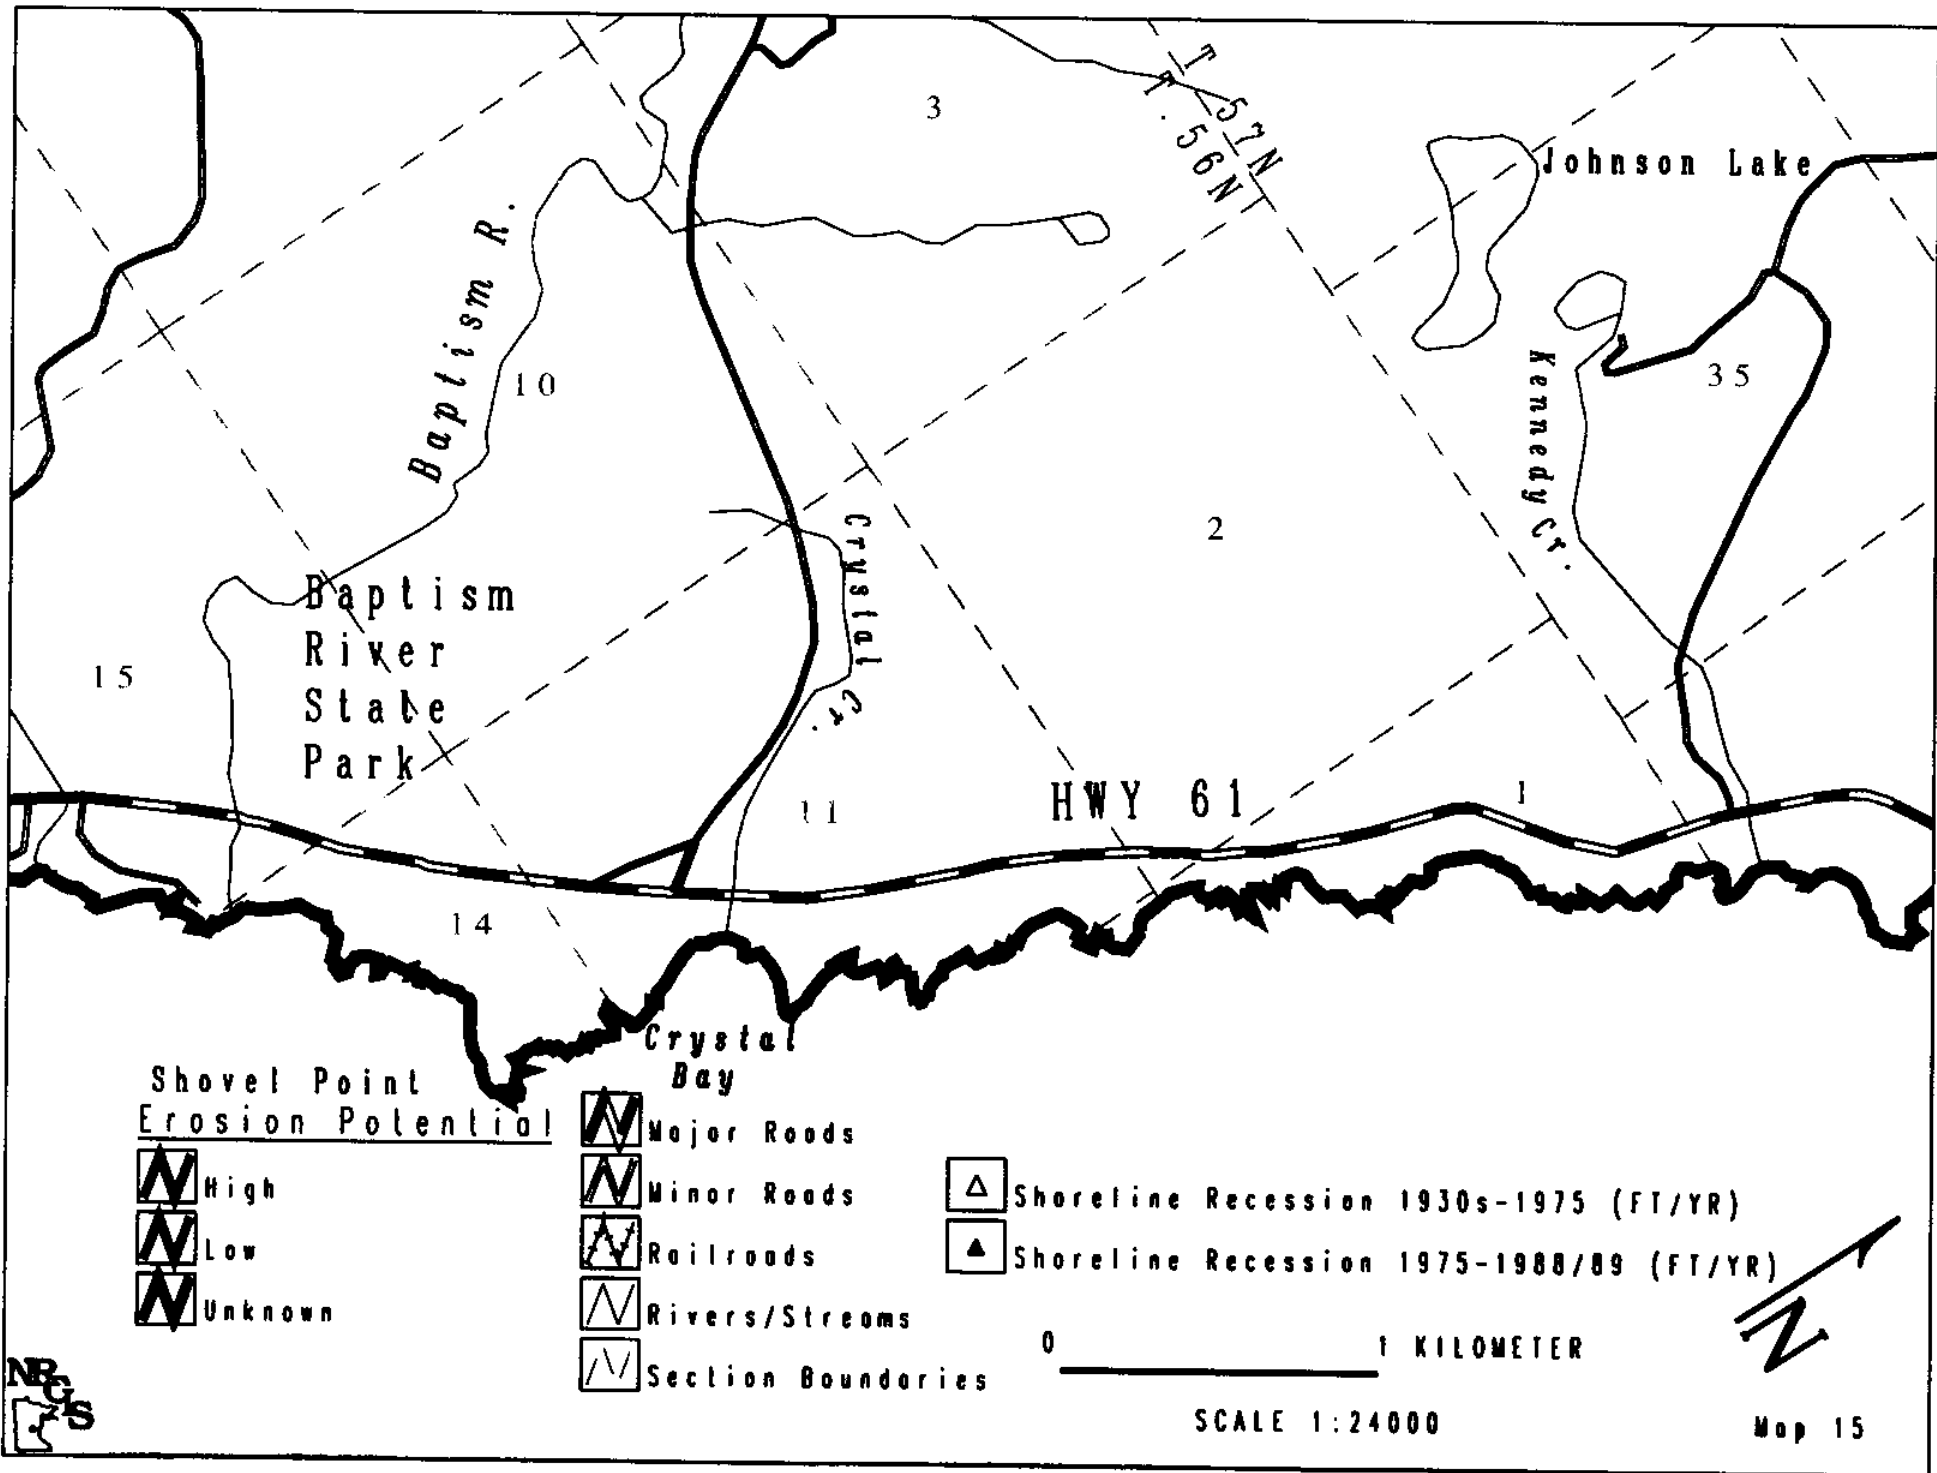 3
T 57N
T. 56N
Johnson Lake
Baptism R.
10
35
Kennedy Cr.
2
Crystal Cr.
Baptism
River
State
Park
15
HWY 61
1
11
14
Crystal
Bay
Shovel Point
Erosion Potential
High
Low
Unknown
Major Roads
Minor Roads
Railroads
Rivers/Streams
Section Boundaries
Shoreline Recession 1930s-1975 (FT/YR)
Shoreline Recession 1975-1988/89 (FT/YR)
0 1 KILOMETER
SCALE 1:24000
N
Map 15
NRGIS